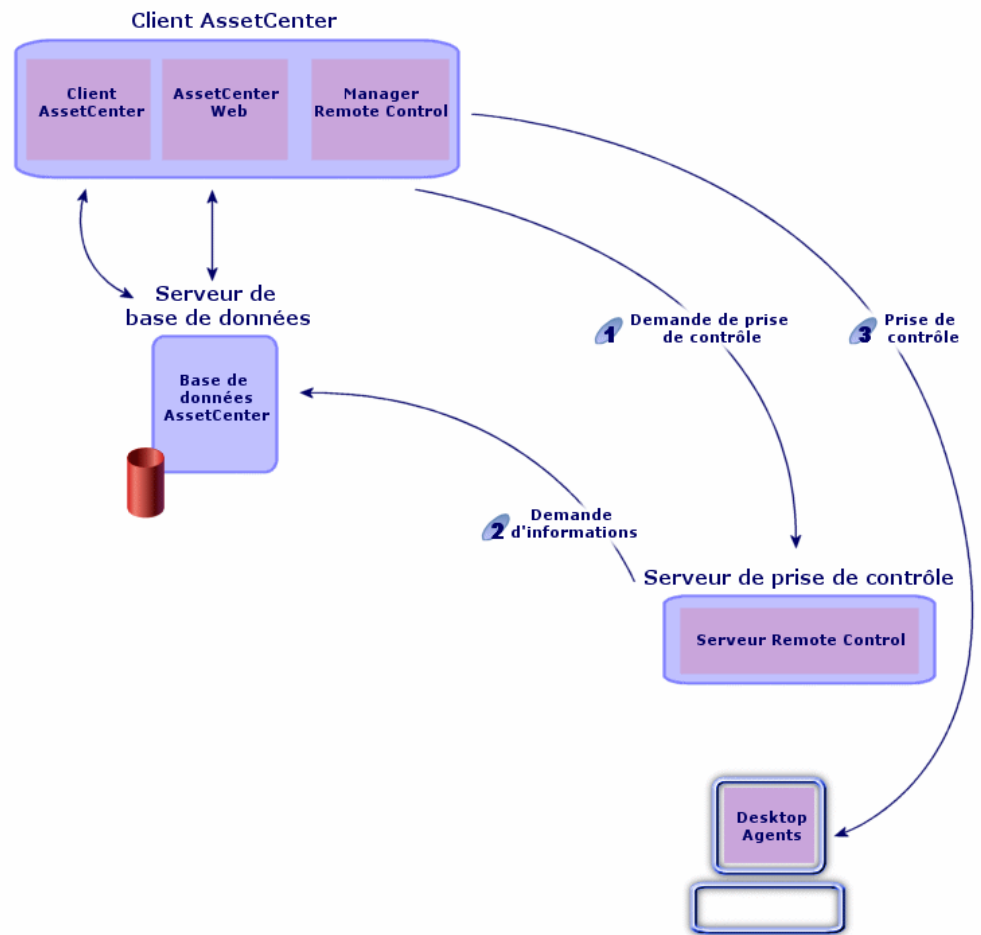 Client AssetCenter
Client
AssetCenter
AssetCenter
Web
Manager
Remote Control
Serveur de
base de données
Base de
données
AssetCenter
1 Demande de prise
de contrôle
3 Prise de
contrôle
2 Demande
d'informations
Serveur de prise de contrôle
Serveur Remote Control
Desktop
Agents